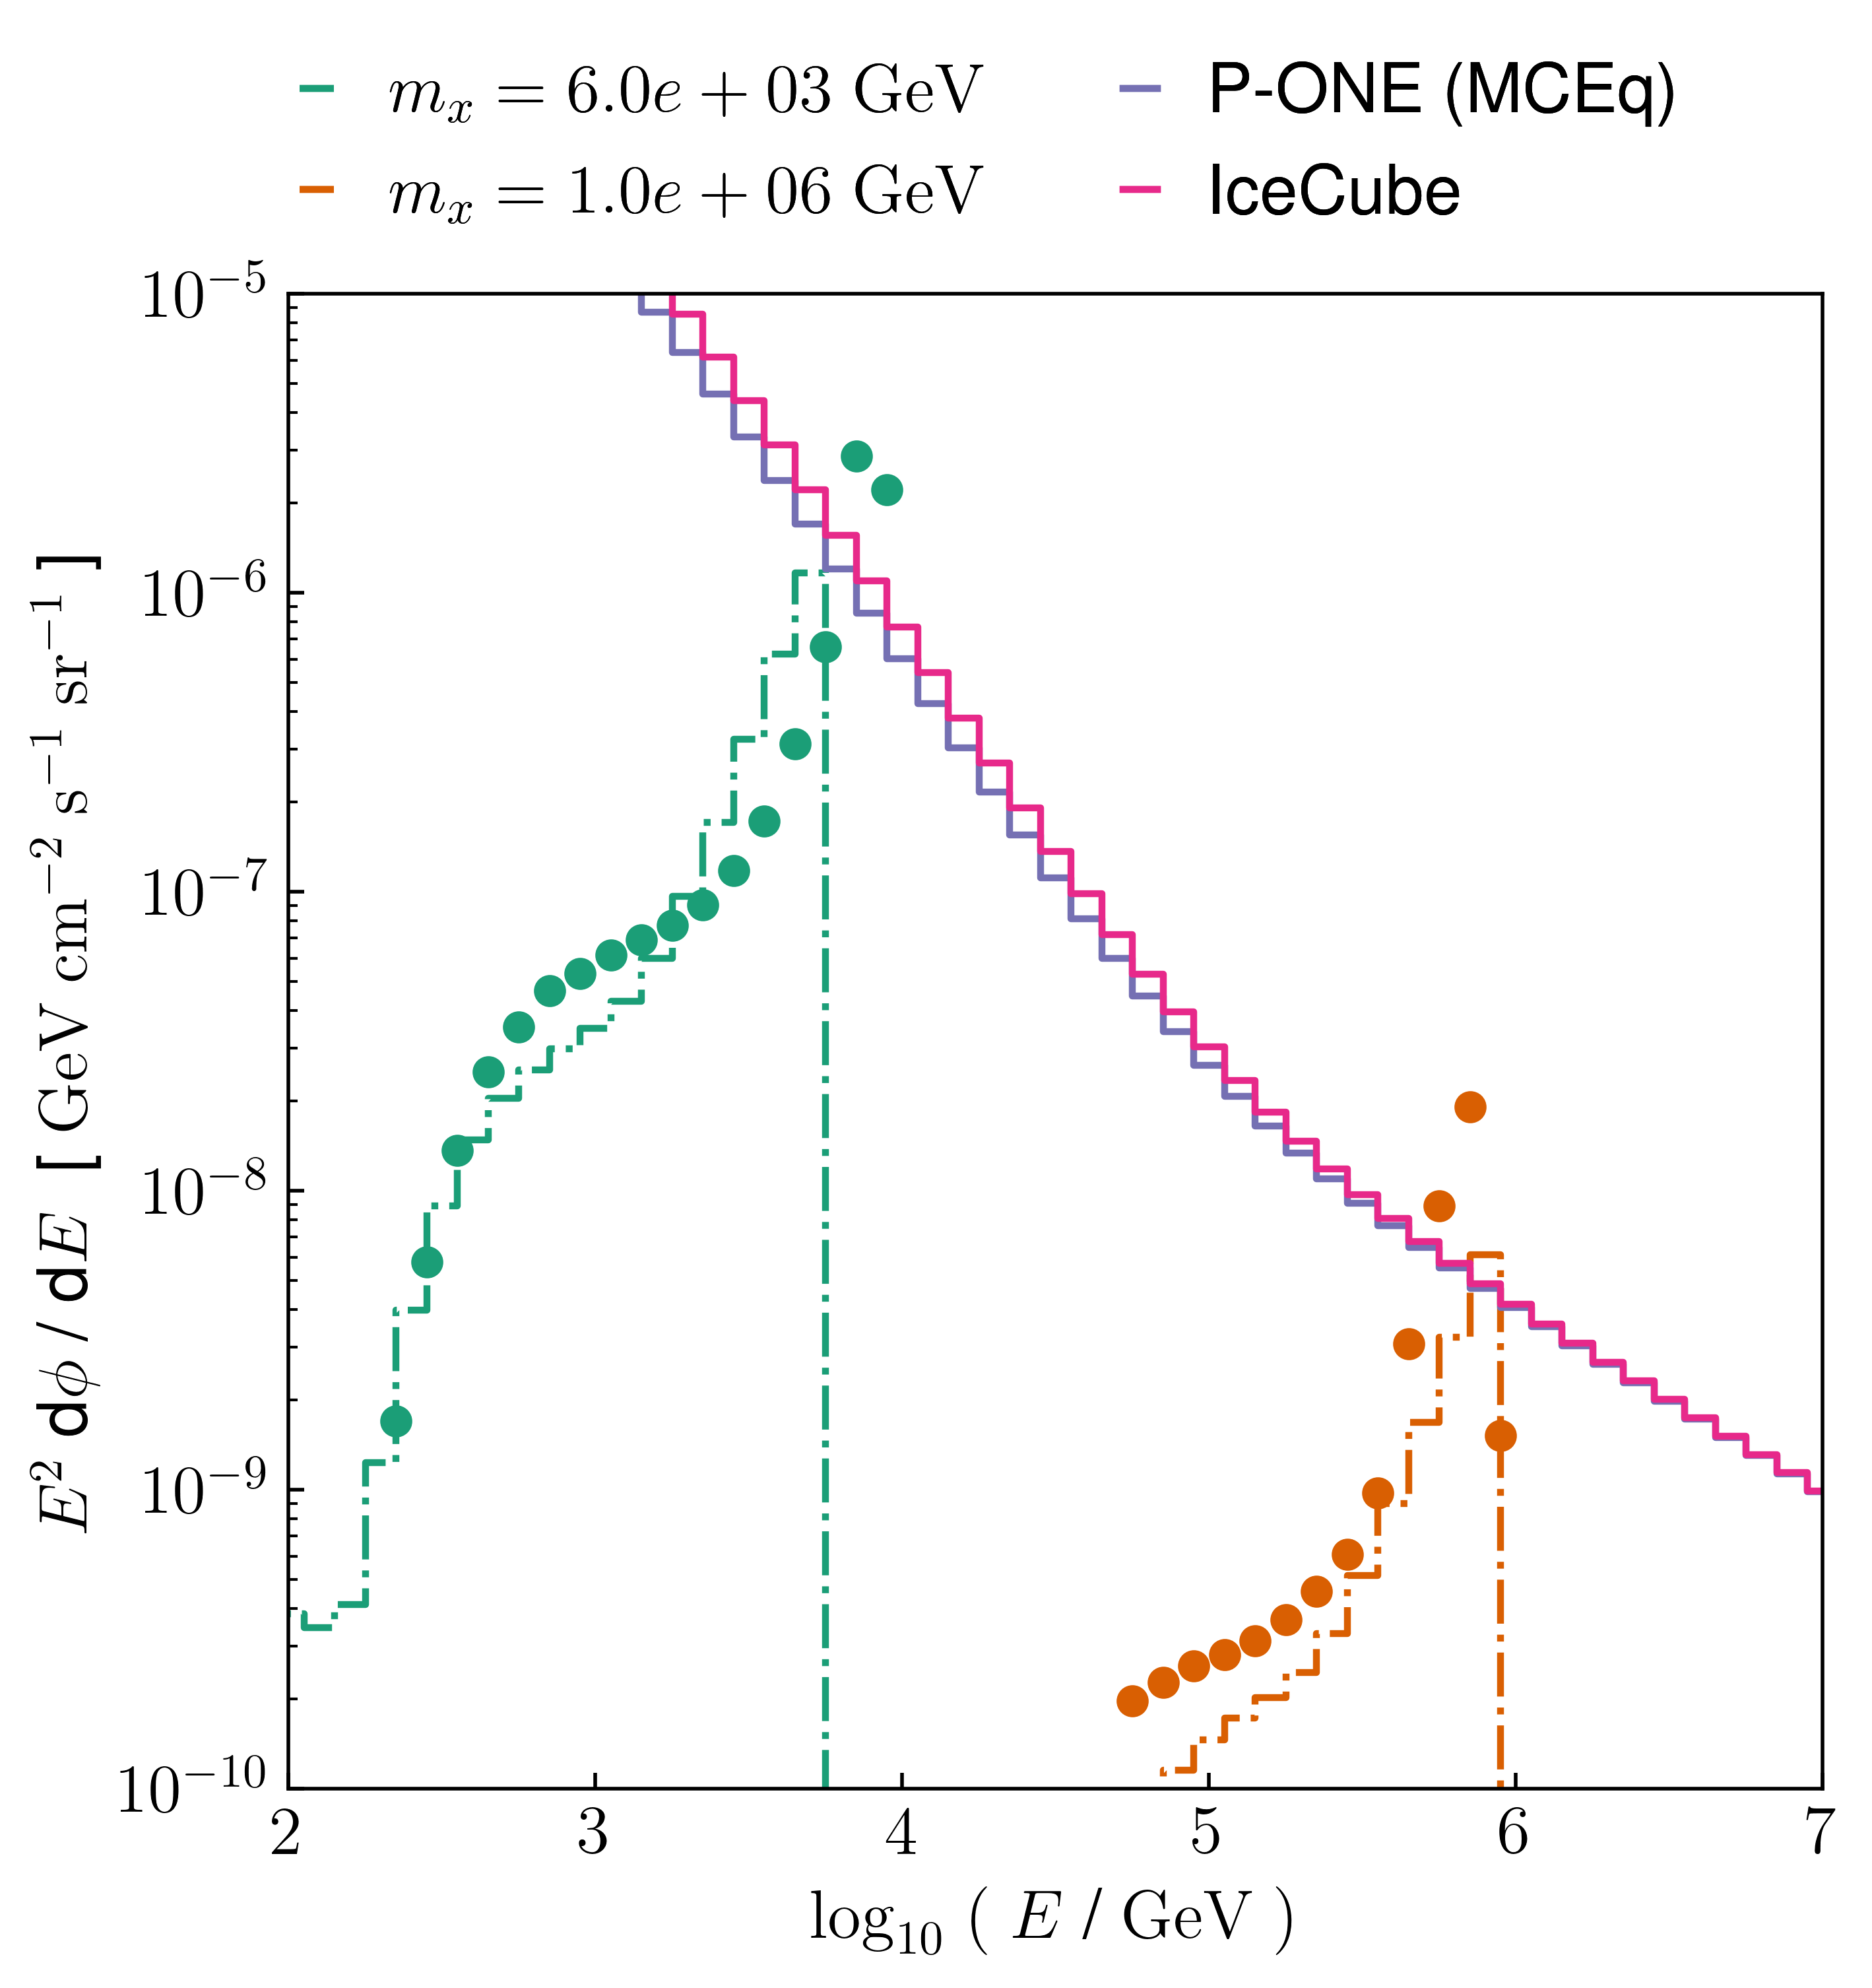 m_x = 6.0e + 03 GeV
m_x = 1.0e + 06 GeV
P-ONE (MCEq)
IceCube
E² dϕ / dE [ GeV cm⁻² s⁻¹ sr⁻¹ ]
10⁻⁵
10⁻⁶
10⁻⁷
10⁻⁸
10⁻⁹
10⁻¹⁰
2 3 4 5 6 7
log₁₀ ( E / GeV )